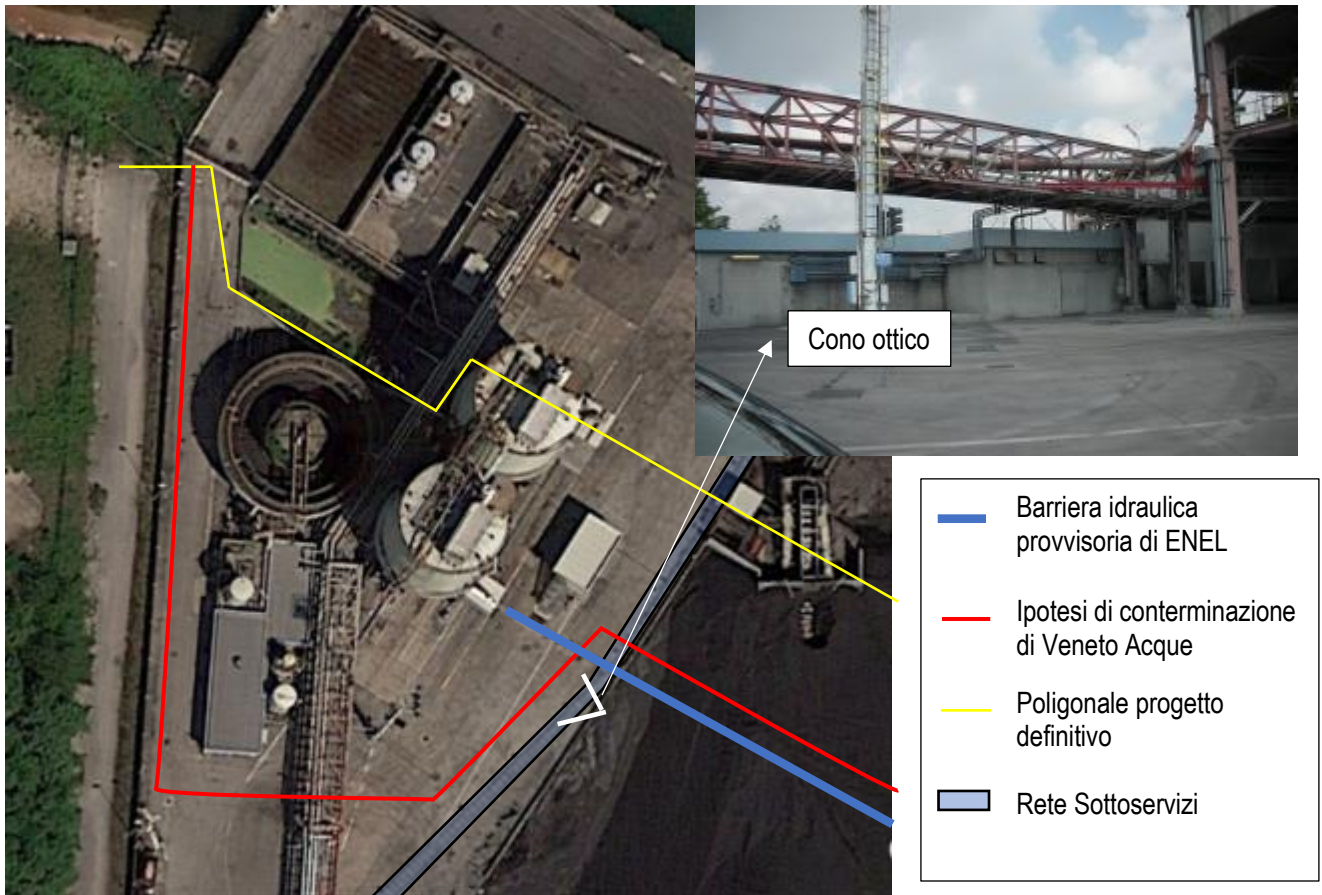 Cono ottico
Barriera idraulica
provvisoria di ENEL
Ipotesi di conterminazione
di Veneto Acque
Poligonale progetto
definitivo
Rete Sottoservizi